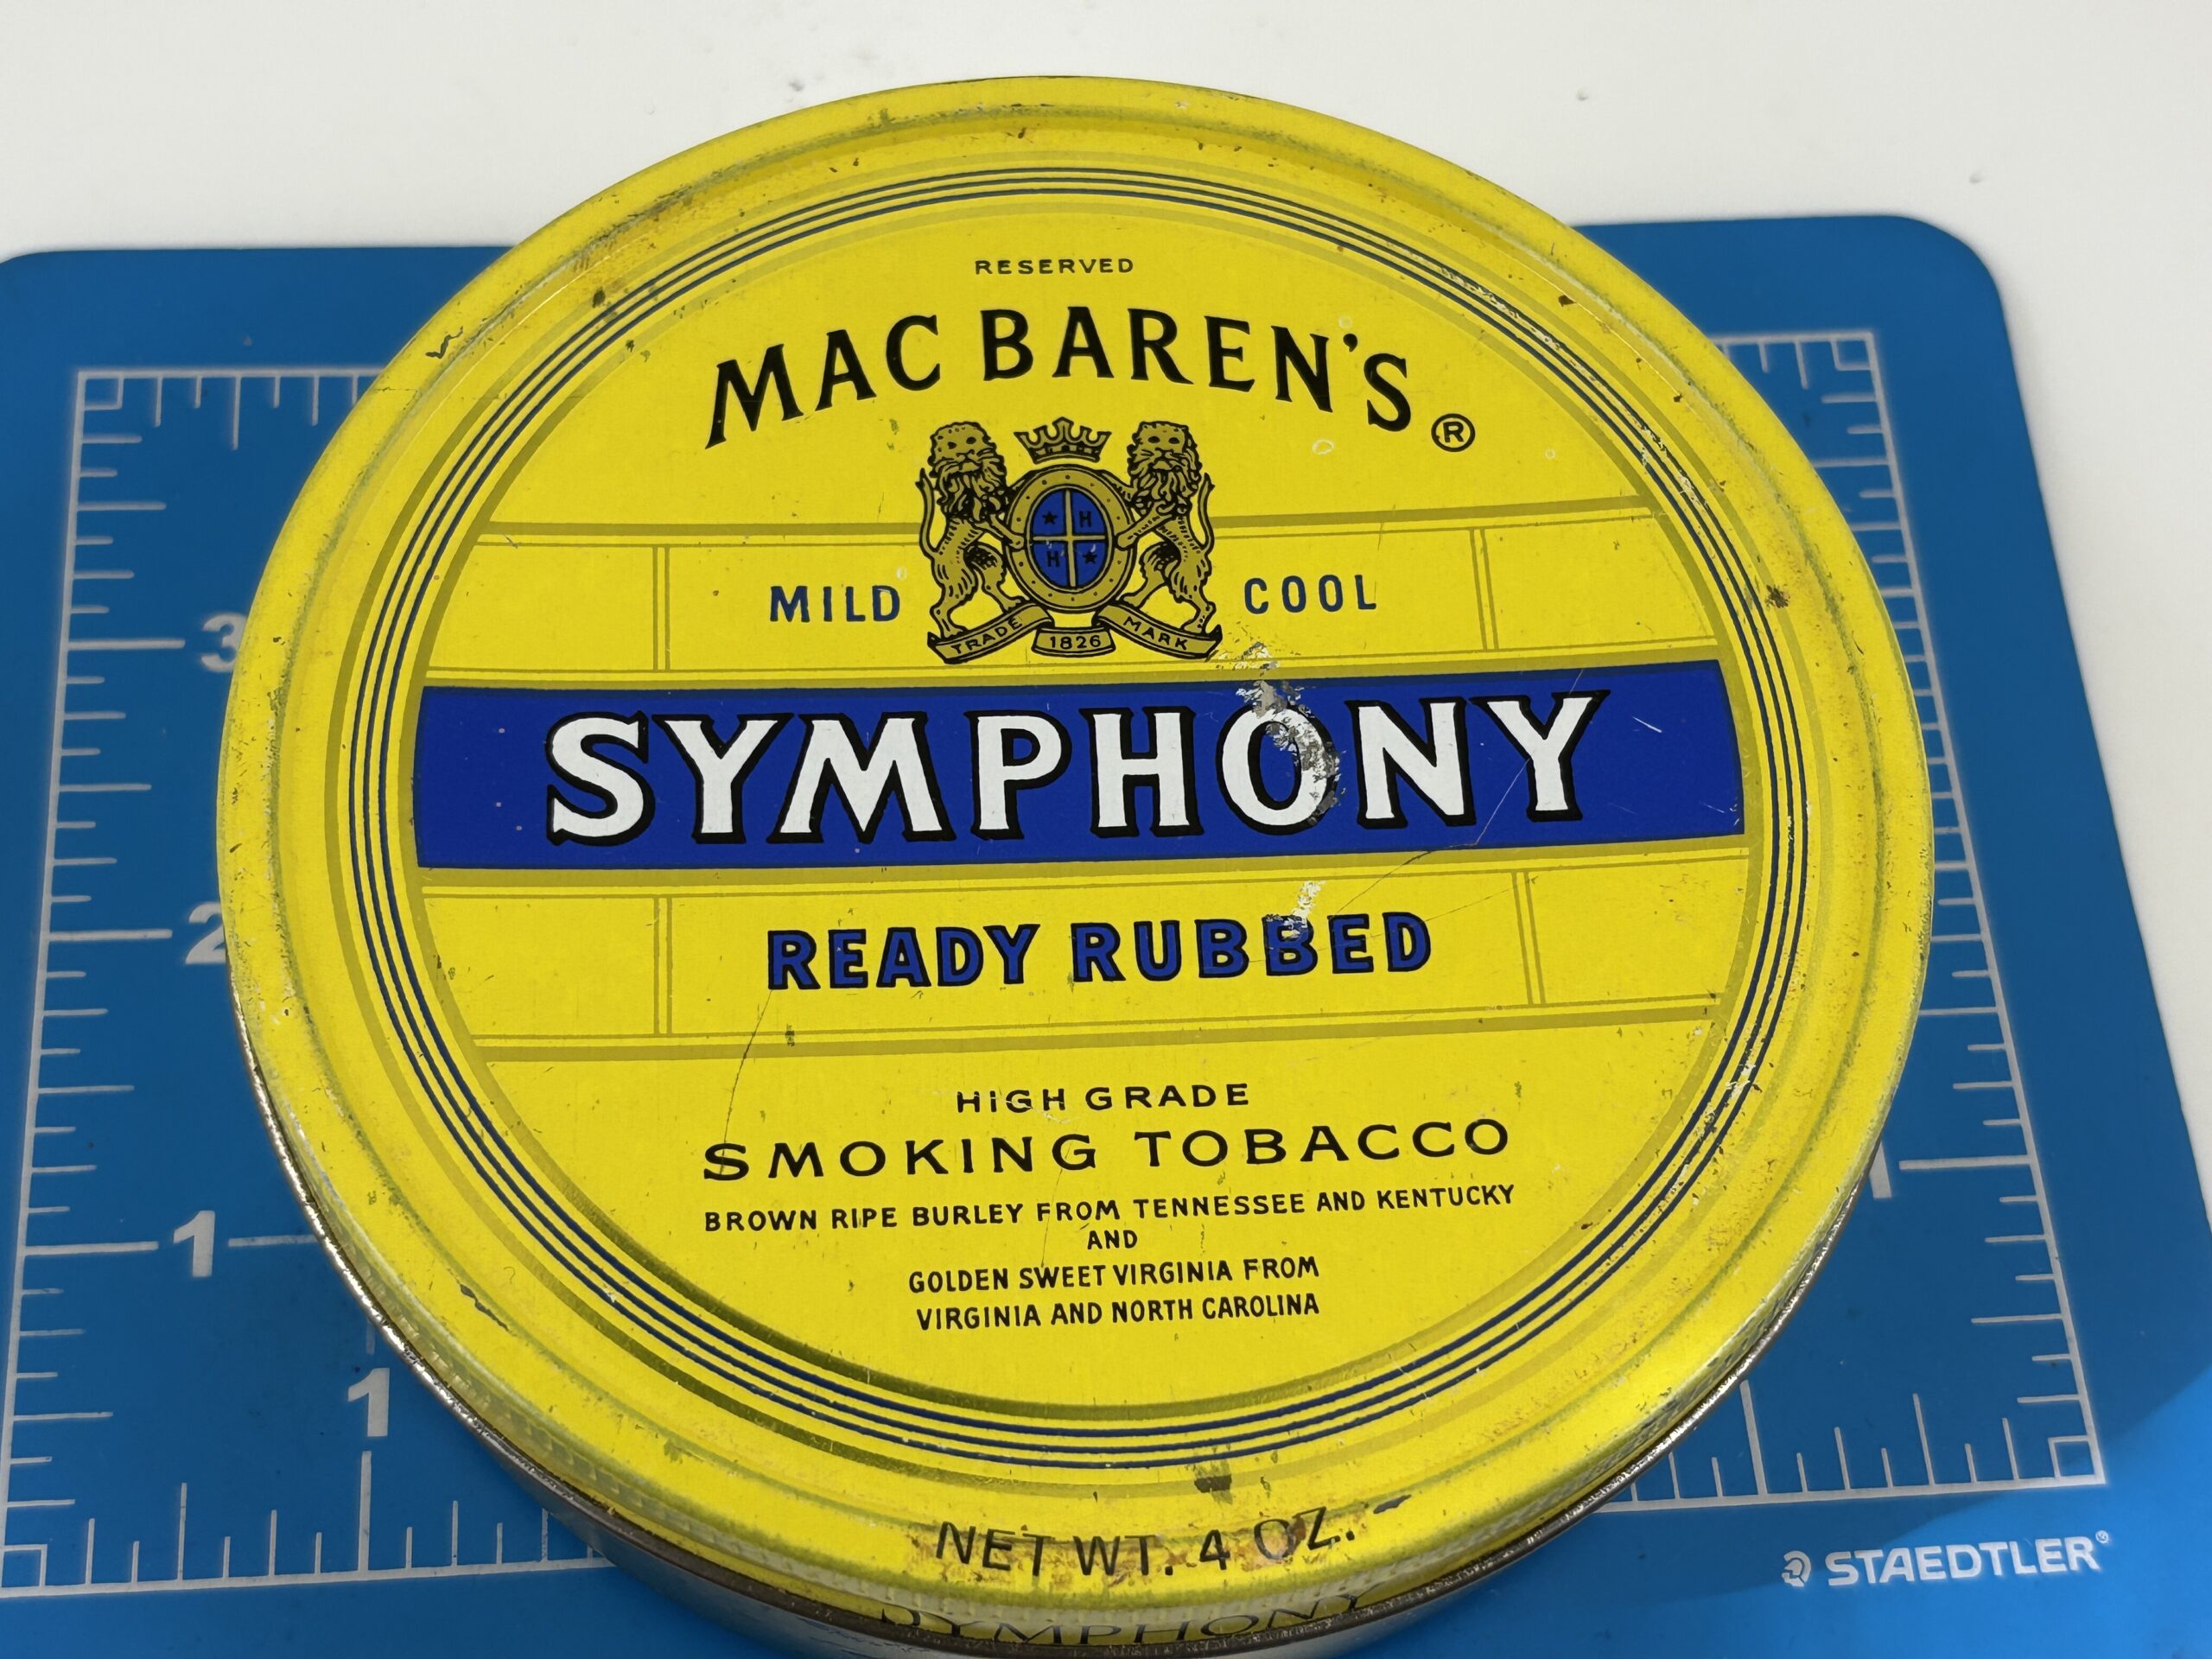 RESERVED
MAC BAREN'S®
★ H
H ★
MILD COOL
TRADE 1826 MARK
SYMPHONY
READY RUBBED
HIGH GRADE
SMOKING TOBACCO
BROWN RIPE BURLEY FROM TENNESSEE AND KENTUCKY
AND
GOLDEN SWEET VIRGINIA FROM
VIRGINIA AND NORTH CAROLINA
NET WT. 4 OZ.
SYMPHONY
3
2
1
1
1
STAEDTLER®